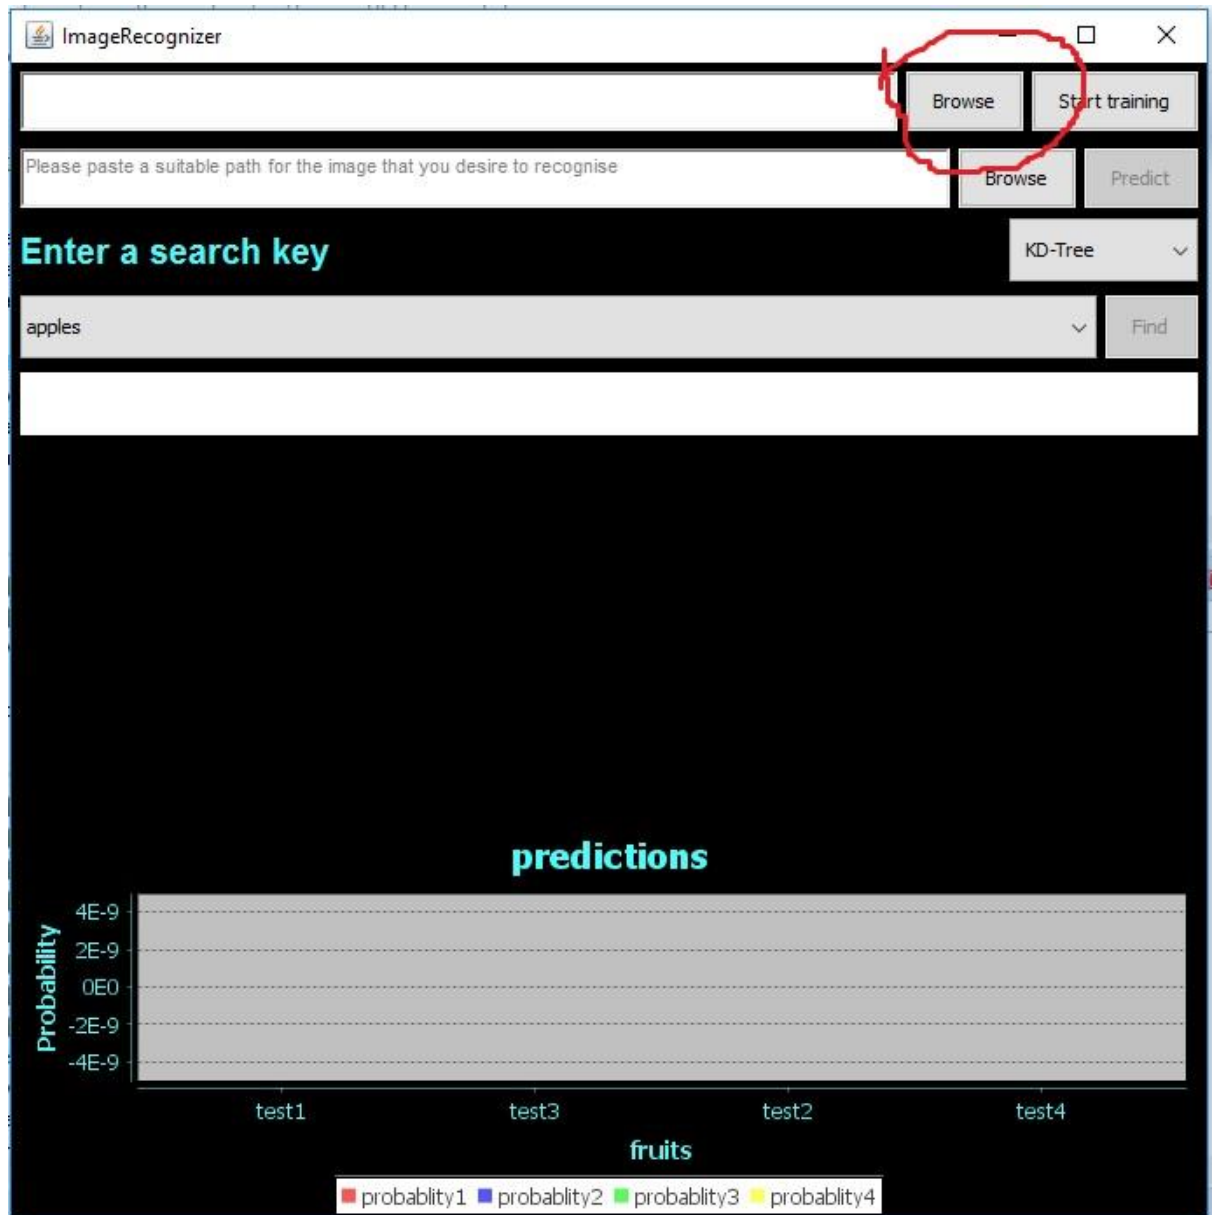 ImageRecognizer
Browse Start training
Please paste a suitable path for the image that you desire to recognise Browse Predict
Enter a search key KD-Tree
apples Find
predictions
Probability
4E-9
2E-9
0E0
-2E-9
-4E-9
test1 test3 test2 test4
fruits
probablity1 probablity2 probablity3 probablity4